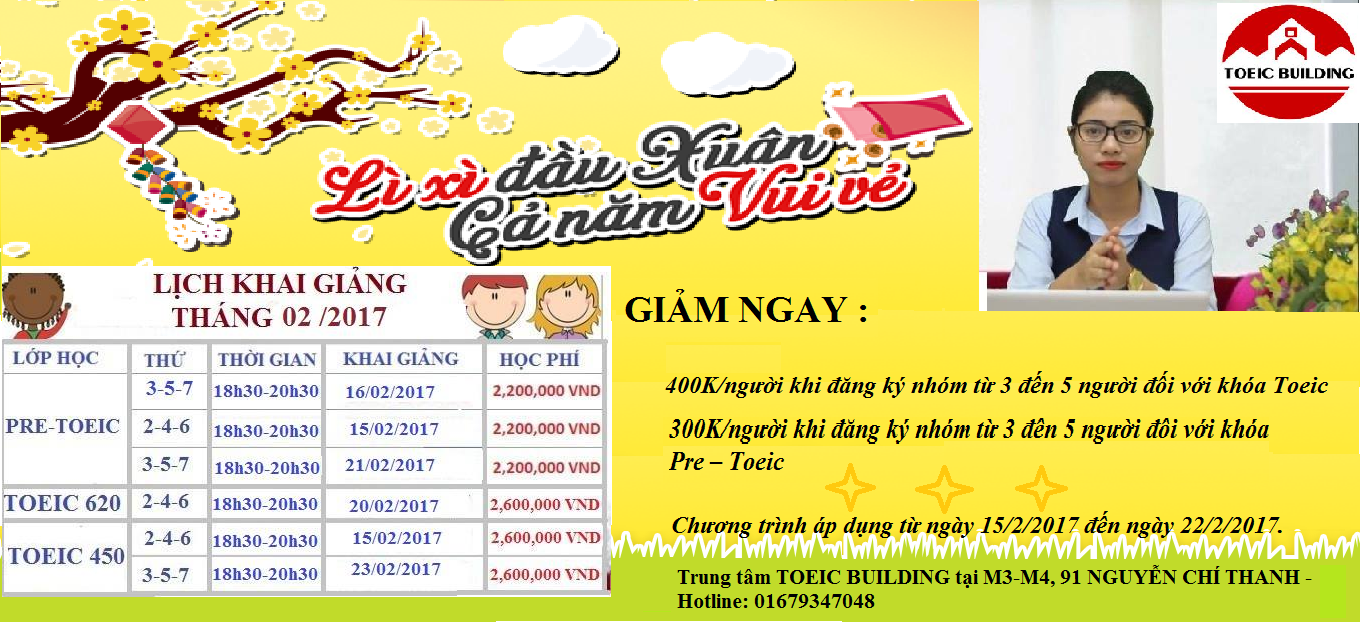 TOEIC BUILDING
Lì xì đầu Xuân
Cả năm Vui vẻ
LỊCH KHAI GIẢNG
THÁNG 02 /2017
LỚP HỌC THỨ THỜI GIAN KHAI GIẢNG HỌC PHÍ
PRE-TOEIC
3-5-7 18h30-20h30 16/02/2017 2,200,000 VND
2-4-6 18h30-20h30 15/02/2017 2,200,000 VND
3-5-7 18h30-20h30 21/02/2017 2,200,000 VND
TOEIC 620 2-4-6 18h30-20h30 20/02/2017 2,600,000 VND
TOEIC 450
2-4-6 18h30-20h30 15/02/2017 2,600,000 VND
3-5-7 18h30-20h30 23/02/2017 2,600,000 VND
GIẢM NGAY :
400K/người khi đăng ký nhóm từ 3 đến 5 người đối với khóa Toeic
300K/người khi đăng ký nhóm từ 3 đên 5 người đôi với khóa
Pre – Toeic
Chương trình áp dụng từ ngày 15/2/2017 đến ngày 22/2/2017.
Trung tâm TOEIC BUILDING tại M3-M4, 91 NGUYỄN CHÍ THANH -
Hotline: 01679347048